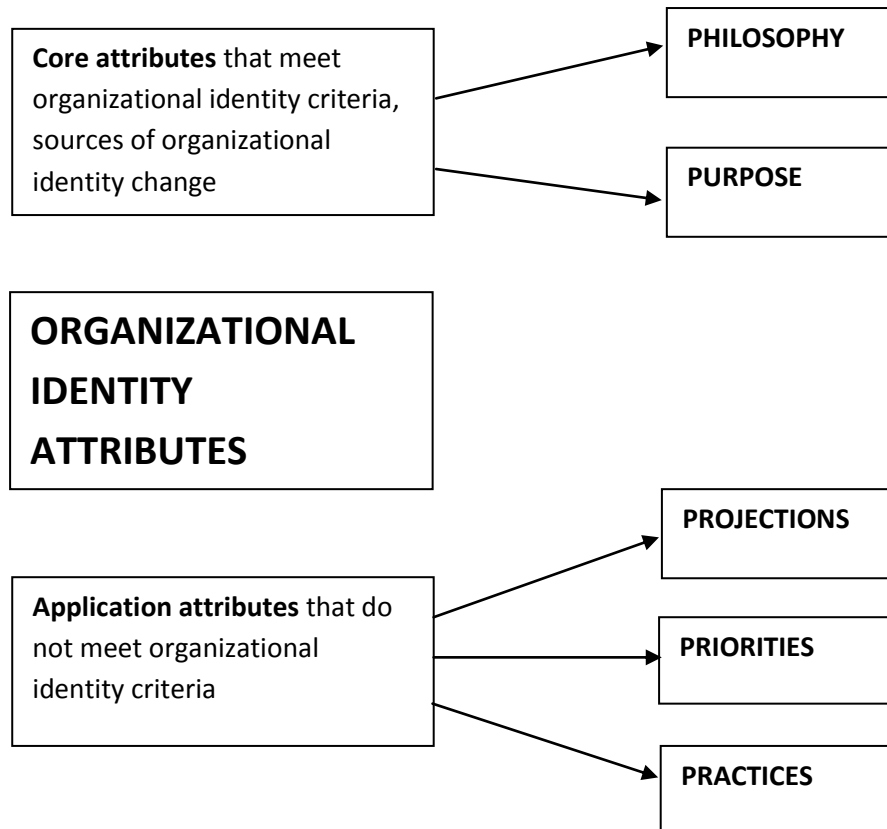 Core attributes that meet
organizational identity criteria,
sources of organizational
identity change
PHILOSOPHY
PURPOSE
ORGANIZATIONAL
IDENTITY
ATTRIBUTES
Application attributes that do
not meet organizational
identity criteria
PROJECTIONS
PRIORITIES
PRACTICES